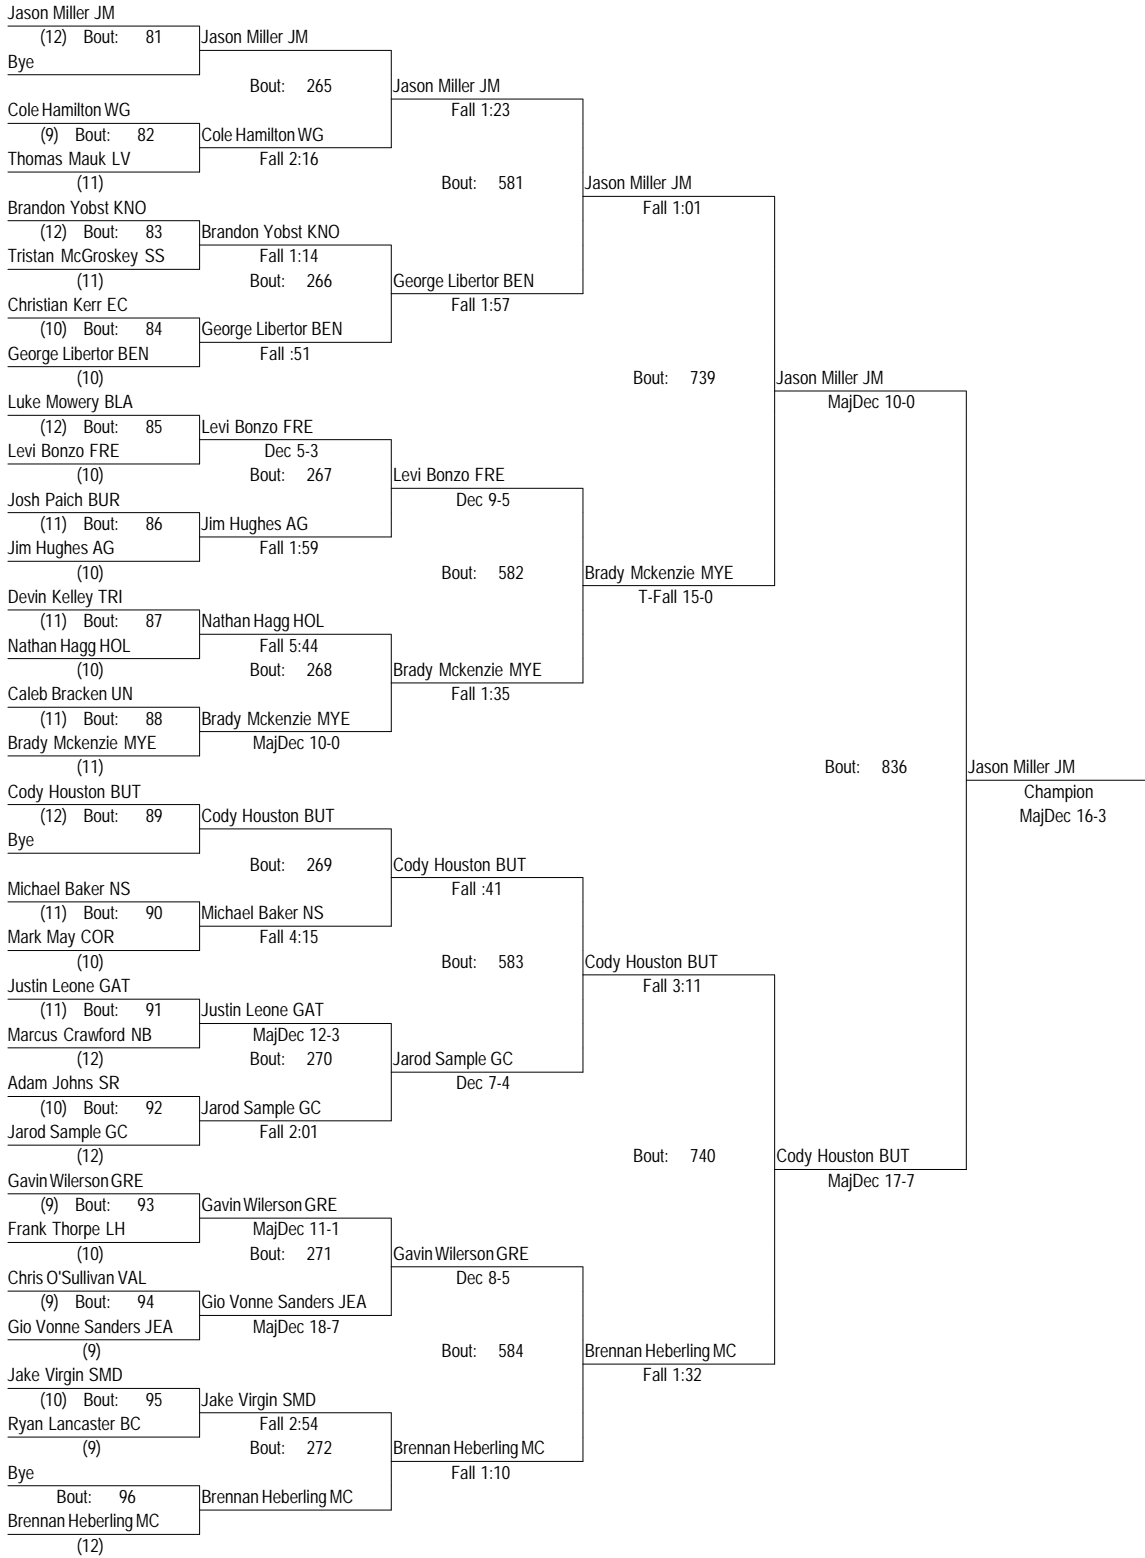 Jason Miller JM
(12) Bout: 81 Jason Miller JM
Bye
Bout: 265 Jason Miller JM
Cole Hamilton WG Fall 1:23
(9) Bout: 82 Cole Hamilton WG
Thomas Mauk LV Fall 2:16
(11) Bout: 581 Jason Miller JM
Brandon Yobst KNO Fall 1:01
(12) Bout: 83 Brandon Yobst KNO
Tristan McGroskey SS Fall 1:14
(11) Bout: 266 George Libertor BEN
Christian Kerr EC Fall 1:57
(10) Bout: 84 George Libertor BEN
George Libertor BEN Fall :51
(10) Bout: 739 Jason Miller JM
Luke Mowery BLA MajDec 10-0
(12) Bout: 85 Levi Bonzo FRE
Levi Bonzo FRE Dec 5-3
(10) Bout: 267 Levi Bonzo FRE
Josh Paich BUR Dec 9-5
(11) Bout: 86 Jim Hughes AG
Jim Hughes AG Fall 1:59
(10) Bout: 582 Brady Mckenzie MYE
Devin Kelley TRI T-Fall 15-0
(11) Bout: 87 Nathan Hagg HOL
Nathan Hagg HOL Fall 5:44
(10) Bout: 268 Brady Mckenzie MYE
Caleb Bracken UN Fall 1:35
(11) Bout: 88 Brady Mckenzie MYE
Brady Mckenzie MYE MajDec 10-0
(11) Bout: 836 Jason Miller JM
Cody Houston BUT Champion
(12) Bout: 89 Cody Houston BUT MajDec 16-3
Bye
Bout: 269 Cody Houston BUT
Michael Baker NS Fall :41
(11) Bout: 90 Michael Baker NS
Mark May COR Fall 4:15
(10) Bout: 583 Cody Houston BUT
Justin Leone GAT Fall 3:11
(11) Bout: 91 Justin Leone GAT
Marcus Crawford NB MajDec 12-3
(12) Bout: 270 Jarod Sample GC
Adam Johns SR Dec 7-4
(10) Bout: 92 Jarod Sample GC
Jarod Sample GC Fall 2:01
(12) Bout: 740 Cody Houston BUT
Gavin Wilerson GRE MajDec 17-7
(9) Bout: 93 Gavin Wilerson GRE
Frank Thorpe LH MajDec 11-1
(10) Bout: 271 Gavin Wilerson GRE
Chris O'Sullivan VAL Dec 8-5
(9) Bout: 94 Gio Vonne Sanders JEA
Gio Vonne Sanders JEA MajDec 18-7
(9) Bout: 584 Brennan Heberling MC
Jake Virgin SMD Fall 1:32
(10) Bout: 95 Jake Virgin SMD
Ryan Lancaster BC Fall 2:54
(9) Bout: 272 Brennan Heberling MC
Bye Fall 1:10
Bout: 96 Brennan Heberling MC
Brennan Heberling MC
(12)